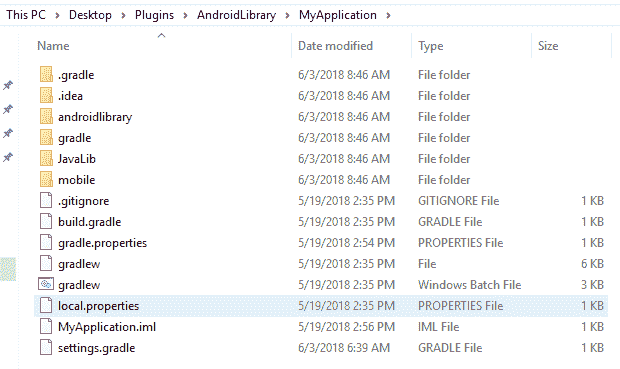 This PC > Desktop > Plugins > AndroidLibrary > MyApplication >
Name Date modified Type Size
.gradle 6/3/2018 8:46 AM File folder
.idea 6/3/2018 8:46 AM File folder
androidlibrary 6/3/2018 8:46 AM File folder
gradle 6/3/2018 8:46 AM File folder
JavaLib 6/3/2018 8:46 AM File folder
mobile 6/3/2018 8:46 AM File folder
.gitignore 5/19/2018 2:35 PM GITIGNORE File 1 KB
build.gradle 5/19/2018 2:35 PM GRADLE File 1 KB
gradle.properties 5/19/2018 2:54 PM PROPERTIES File 1 KB
gradlew 5/19/2018 2:35 PM File 6 KB
gradlew 5/19/2018 2:35 PM Windows Batch File 3 KB
local.properties 5/19/2018 2:35 PM PROPERTIES File 1 KB
MyApplication.iml 5/19/2018 2:56 PM IML File 1 KB
settings.gradle 6/3/2018 6:39 AM GRADLE File 1 KB